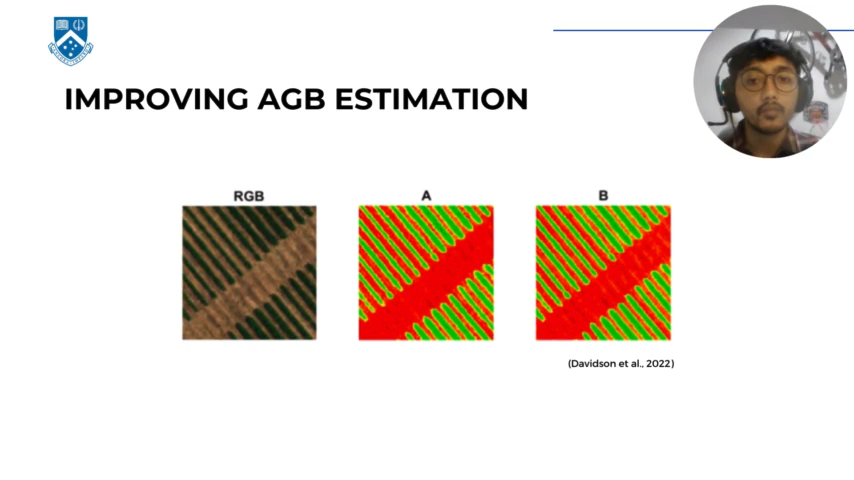 IMPROVING AGB ESTIMATION
RGB
A
B
(Davidson et al., 2022)